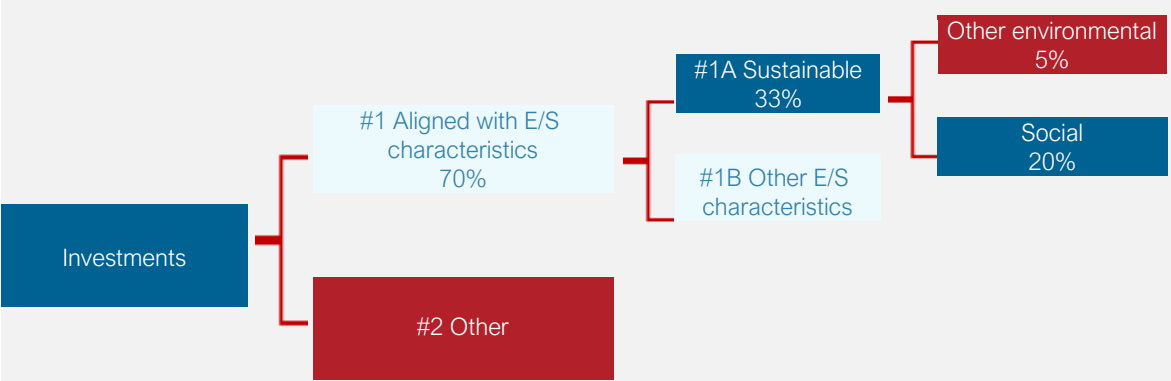 Investments
#1 Aligned with E/S
characteristics
70%
#2 Other
#1A Sustainable
33%
#1B Other E/S
characteristics
Other environmental
5%
Social
20%